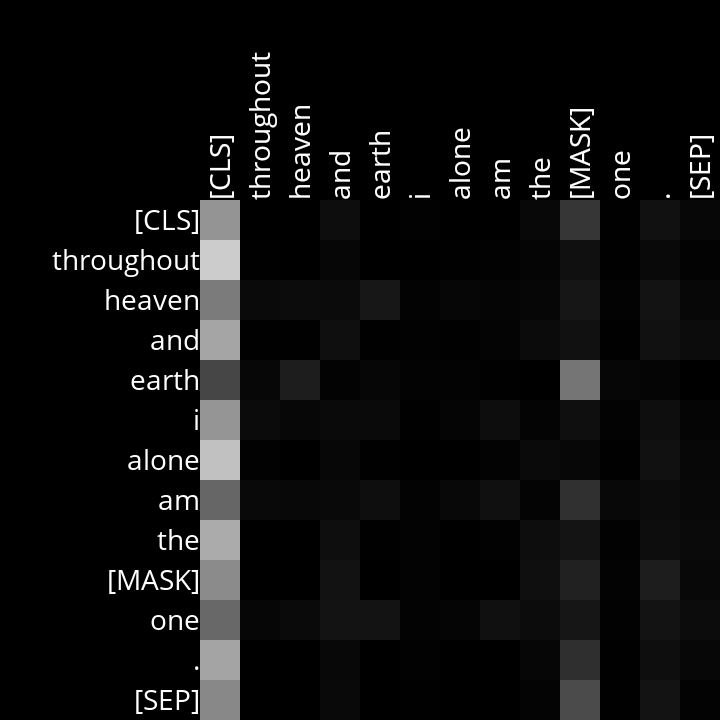 [CLS]
throughout
heaven
and
earth
i
alone
am
the
[MASK]
one
.
[SEP]
[CLS]
throughout
heaven
and
earth
i
alone
am
the
[MASK]
one
.
[SEP]